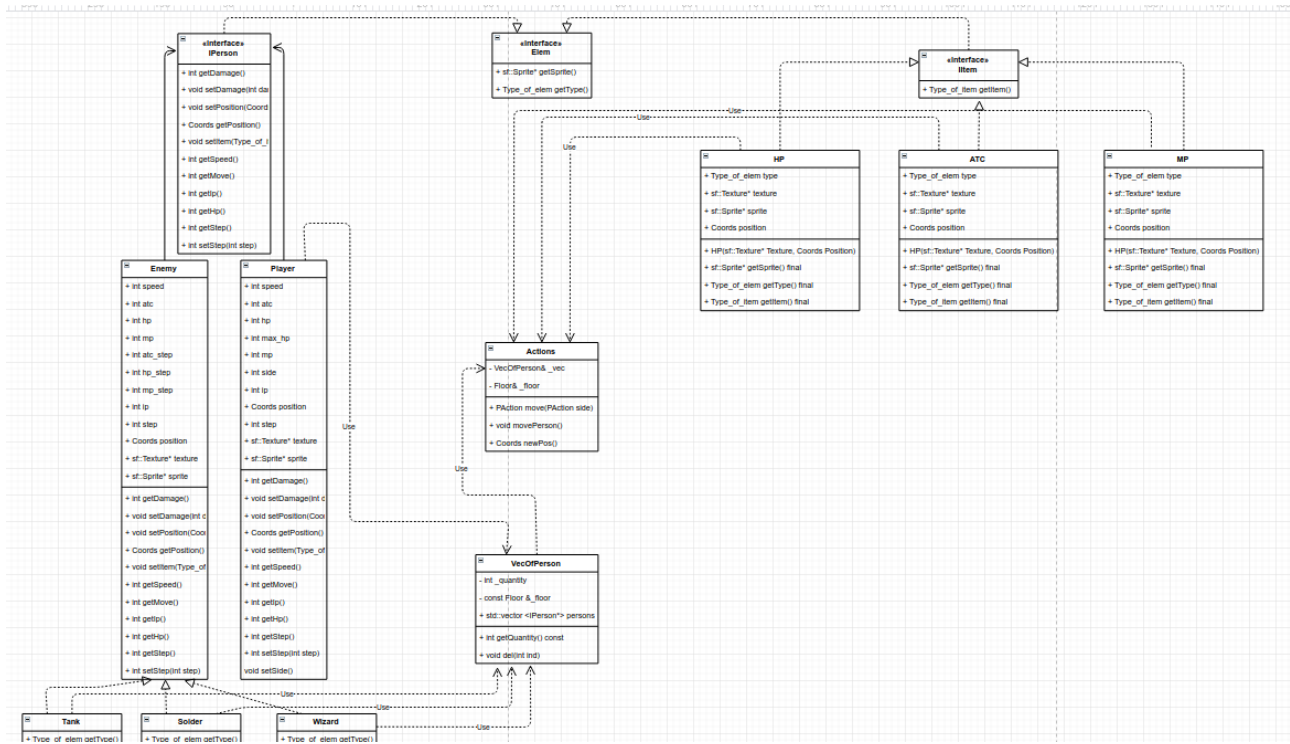 «Interface»
IPerson
+ int getDamage()
+ void setDamage(int da
+ void setPosition(Coord
+ Coords getPosition()
+ void setItem(Type_of_i
+ int getSpeed()
+ int getMove()
+ int getIp()
+ int getHp()
+ int getStep()
+ int setStep(int step)
«Interface»
Elem
+ sf::Sprite* getSprite()
+ Type_of_elem getType()
«Interface»
IItem
+ Type_of_item getItem()
Use
Use
Use
HP
+ Type_of_elem type
+ sf::Texture* texture
+ sf::Sprite* sprite
+ Coords position
+ HP(sf::Texture* Texture, Coords Position)
+ sf::Sprite* getSprite() final
+ Type_of_elem getType() final
+ Type_of_item getItem() final
ATC
+ Type_of_elem type
+ sf::Texture* texture
+ sf::Sprite* sprite
+ Coords position
+ HP(sf::Texture* Texture, Coords Position)
+ sf::Sprite* getSprite() final
+ Type_of_elem getType() final
+ Type_of_item getItem() final
MP
+ Type_of_elem type
+ sf::Texture* texture
+ sf::Sprite* sprite
+ Coords position
+ HP(sf::Texture* Texture, Coords Position)
+ sf::Sprite* getSprite() final
+ Type_of_elem getType() final
+ Type_of_item getItem() final
Enemy
+ int speed
+ int atc
+ int hp
+ int mp
+ int atc_step
+ int hp_step
+ int mp_step
+ int ip
+ int step
+ Coords position
+ sf::Texture* texture
+ sf::Sprite* sprite
+ int getDamage()
+ void setDamage(int d
+ void setPosition(Coor
+ Coords getPosition()
+ void setItem(Type_of
+ int getSpeed()
+ int getMove()
+ int getIp()
+ int getHp()
+ int getStep()
+ int setStep(int step)
Player
+ int speed
+ int atc
+ int hp
+ int max_hp
+ int mp
+ int side
+ int ip
+ Coords position
+ int step
+ sf::Texture* texture
+ sf::Sprite* sprite
+ int getDamage()
+ void setDamage(int d
+ void setPosition(Coor
+ Coords getPosition()
+ void setItem(Type_of
+ int getSpeed()
+ int getMove()
+ int getIp()
+ int getHp()
+ int getStep()
+ int setStep(int step)
void setSide()
Use
Actions
- VecOfPerson& _vec
- Floor& _floor
+ PAction move(PAction side)
+ void movePerson()
+ Coords newPos()
Use
VecOfPerson
- int _quantity
- const Floor &_floor
+ std::vector <IPerson*> persons
+ int getQuantity() const
+ void del(int ind)
Use
Use
Use
Tank
+ Type_of_elem getType()
Solder
+ Type_of_elem getType()
Wizard
+ Type_of_elem getType()